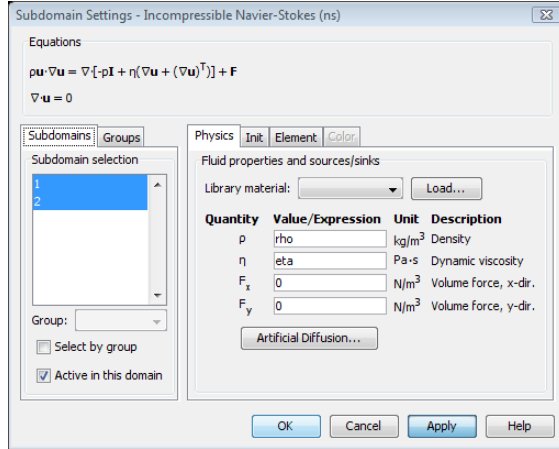 Subdomain Settings - Incompressible Navier-Stokes (ns)
Equations
ρu·∇u = ∇·[-pI + η(∇u + (∇u)ᵀ)] + F
∇·u = 0
Subdomains Groups
Subdomain selection
1
2
Group:
Select by group
Active in this domain
Physics Init Element Color
Fluid properties and sources/sinks
Library material: Load...
Quantity Value/Expression Unit Description
ρ rho kg/m³ Density
η eta Pa·s Dynamic viscosity
Fx 0 N/m³ Volume force, x-dir.
Fy 0 N/m³ Volume force, y-dir.
Artificial Diffusion...
OK Cancel Apply Help